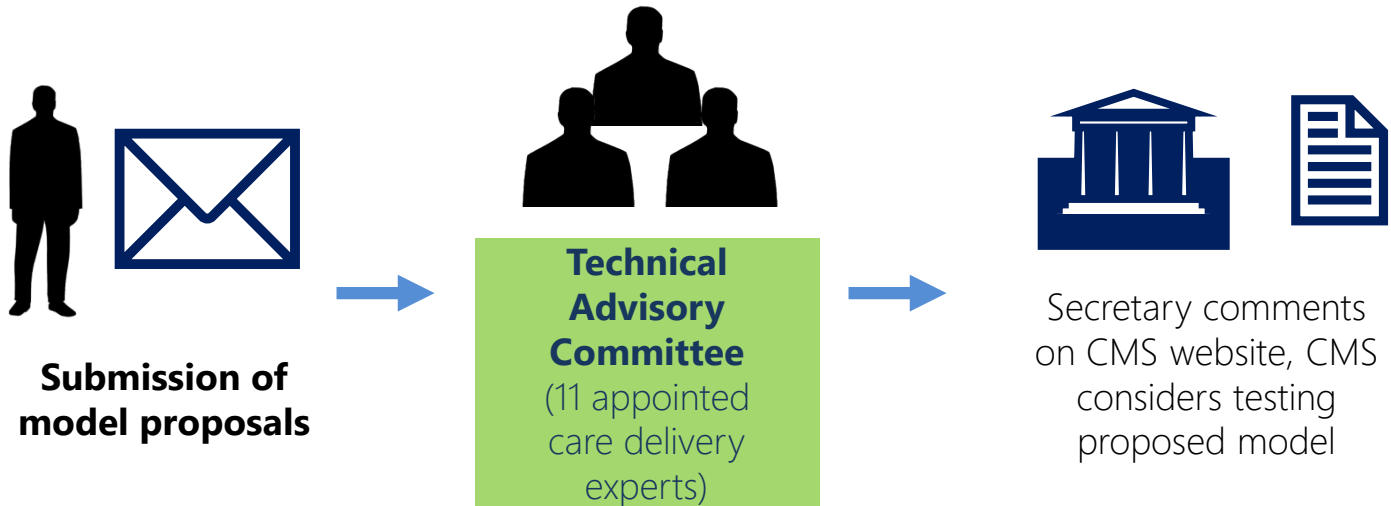 Submission of
model proposals
Technical
Advisory
Committee
(11 appointed
care delivery
experts)
Secretary comments
on CMS website, CMS
considers testing
proposed model